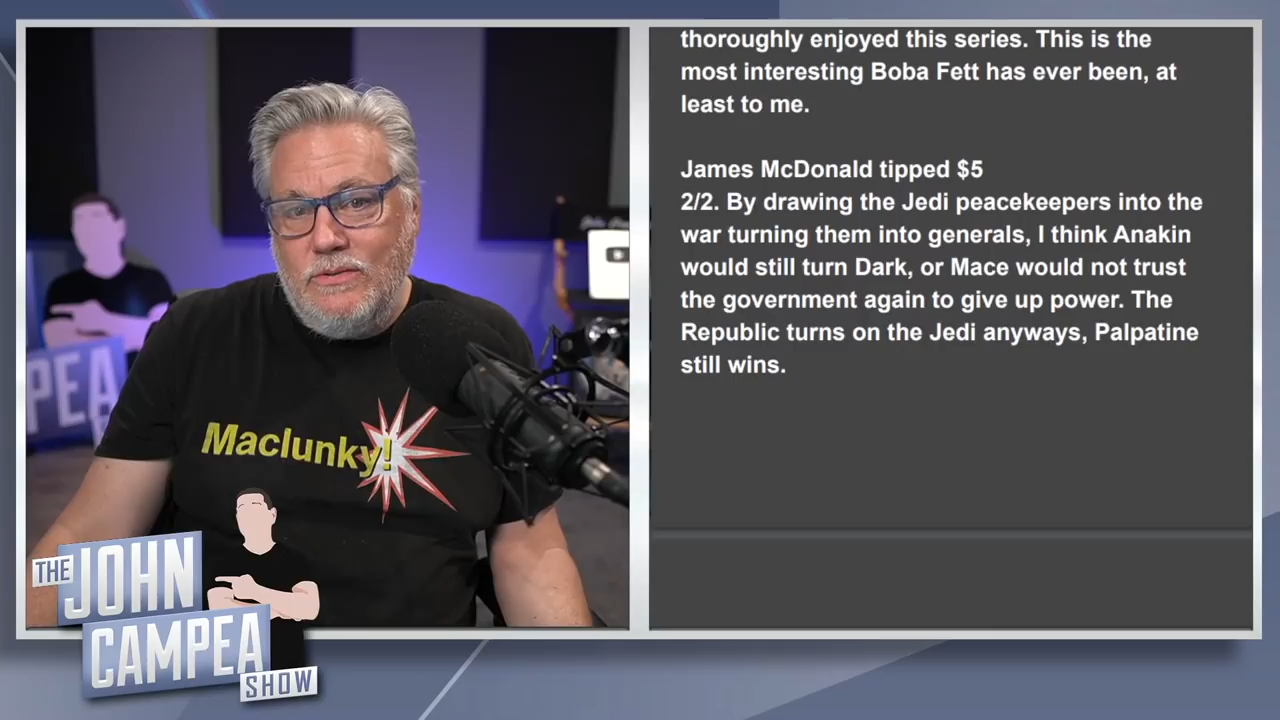 thoroughly enjoyed this series. This is the
most interesting Boba Fett has ever been, at
least to me.
James McDonald tipped $5
2/2. By drawing the Jedi peacekeepers into the
war turning them into generals, I think Anakin
would still turn Dark, or Mace would not trust
the government again to give up power. The
Republic turns on the Jedi anyways, Palpatine
still wins.
PEA
Maclunky!
THE
JOHN
CAMPEA
SHOW